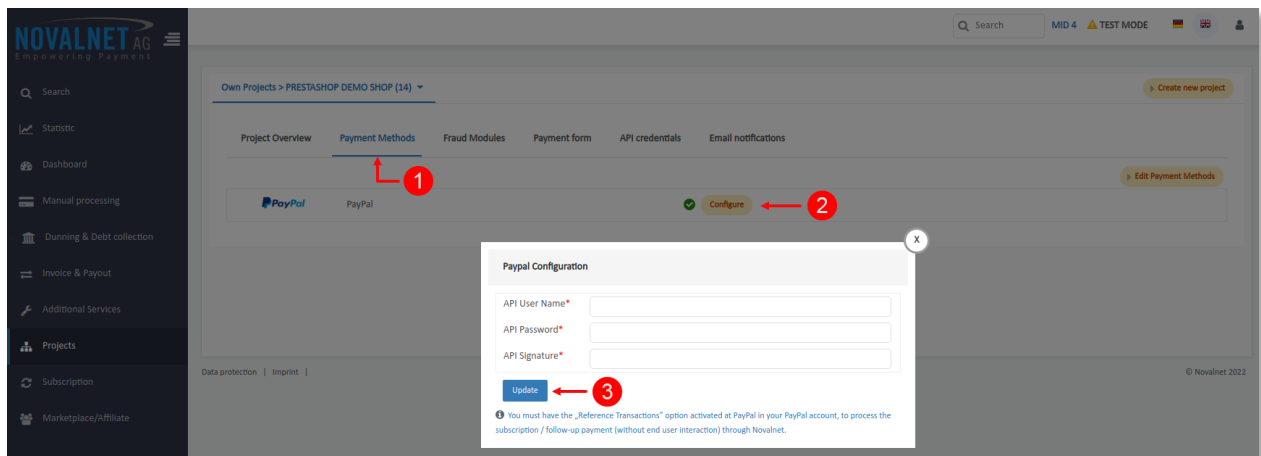 NOVALNET AG
Empowering Payment
Search
MID 4
TEST MODE
Search
Statistic
Dashboard
Manual processing
Dunning & Debt collection
Invoice & Payout
Additional Services
Projects
Subscription
Marketplace/Affiliate
Own Projects > PRESTASHOP DEMO SHOP (14)
Create new project
Project Overview
Payment Methods
Fraud Modules
Payment form
API credentials
Email notifications
1
Edit Payment Methods
PayPal
PayPal
Configure
2
X
Paypal Configuration
API User Name*
API Password*
API Signature*
Update
3
You must have the „Reference Transactions" option activated at PayPal in your PayPal account, to process the
subscription / follow-up payment (without end user interaction) through Novalnet.
Data protection | Imprint |
© Novalnet 2022